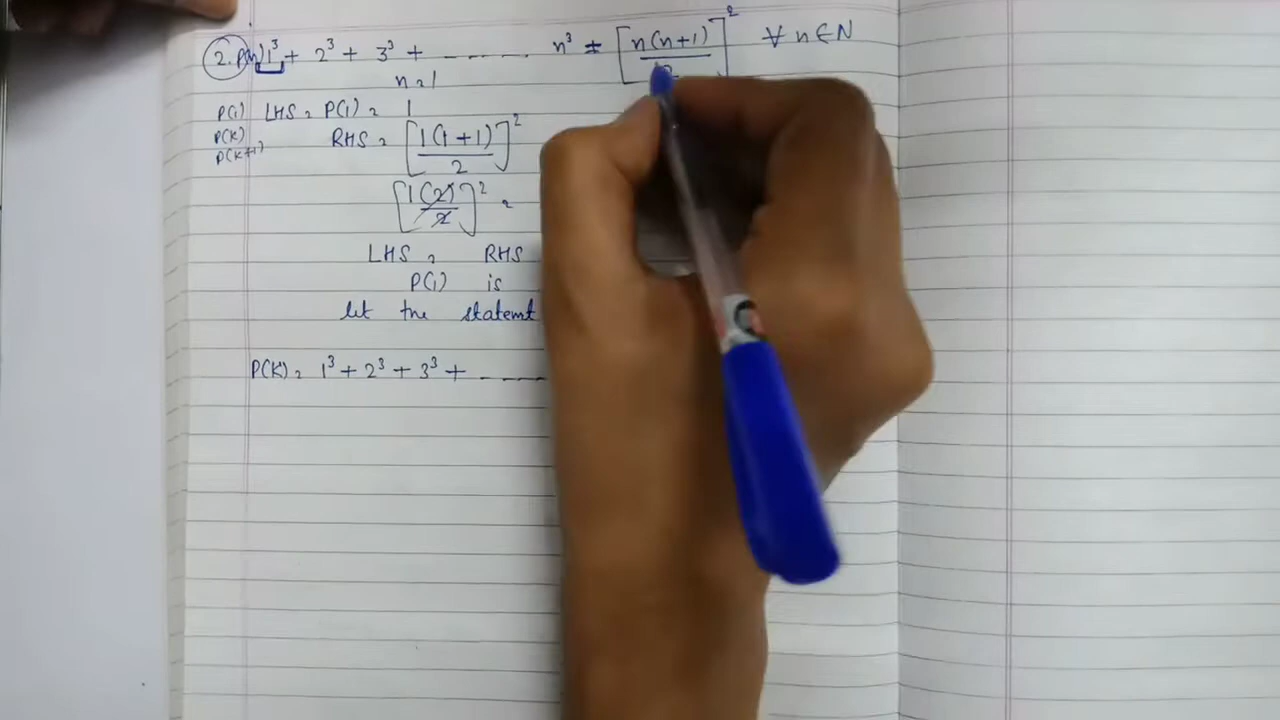 2. P(n) 1³ + 2³ + 3³ + ------- n³ = [n(n+1)/2]² ∀ n ∈ N
n = 1
P(1) LHS = P(1) = 1
P(K) RHS = [1(1+1)/2]²
P(K+1)
[1(2)/2]² =
LHS = RHS
P(1) is
let the statemt
P(K) = 1³ + 2³ + 3³ + -----